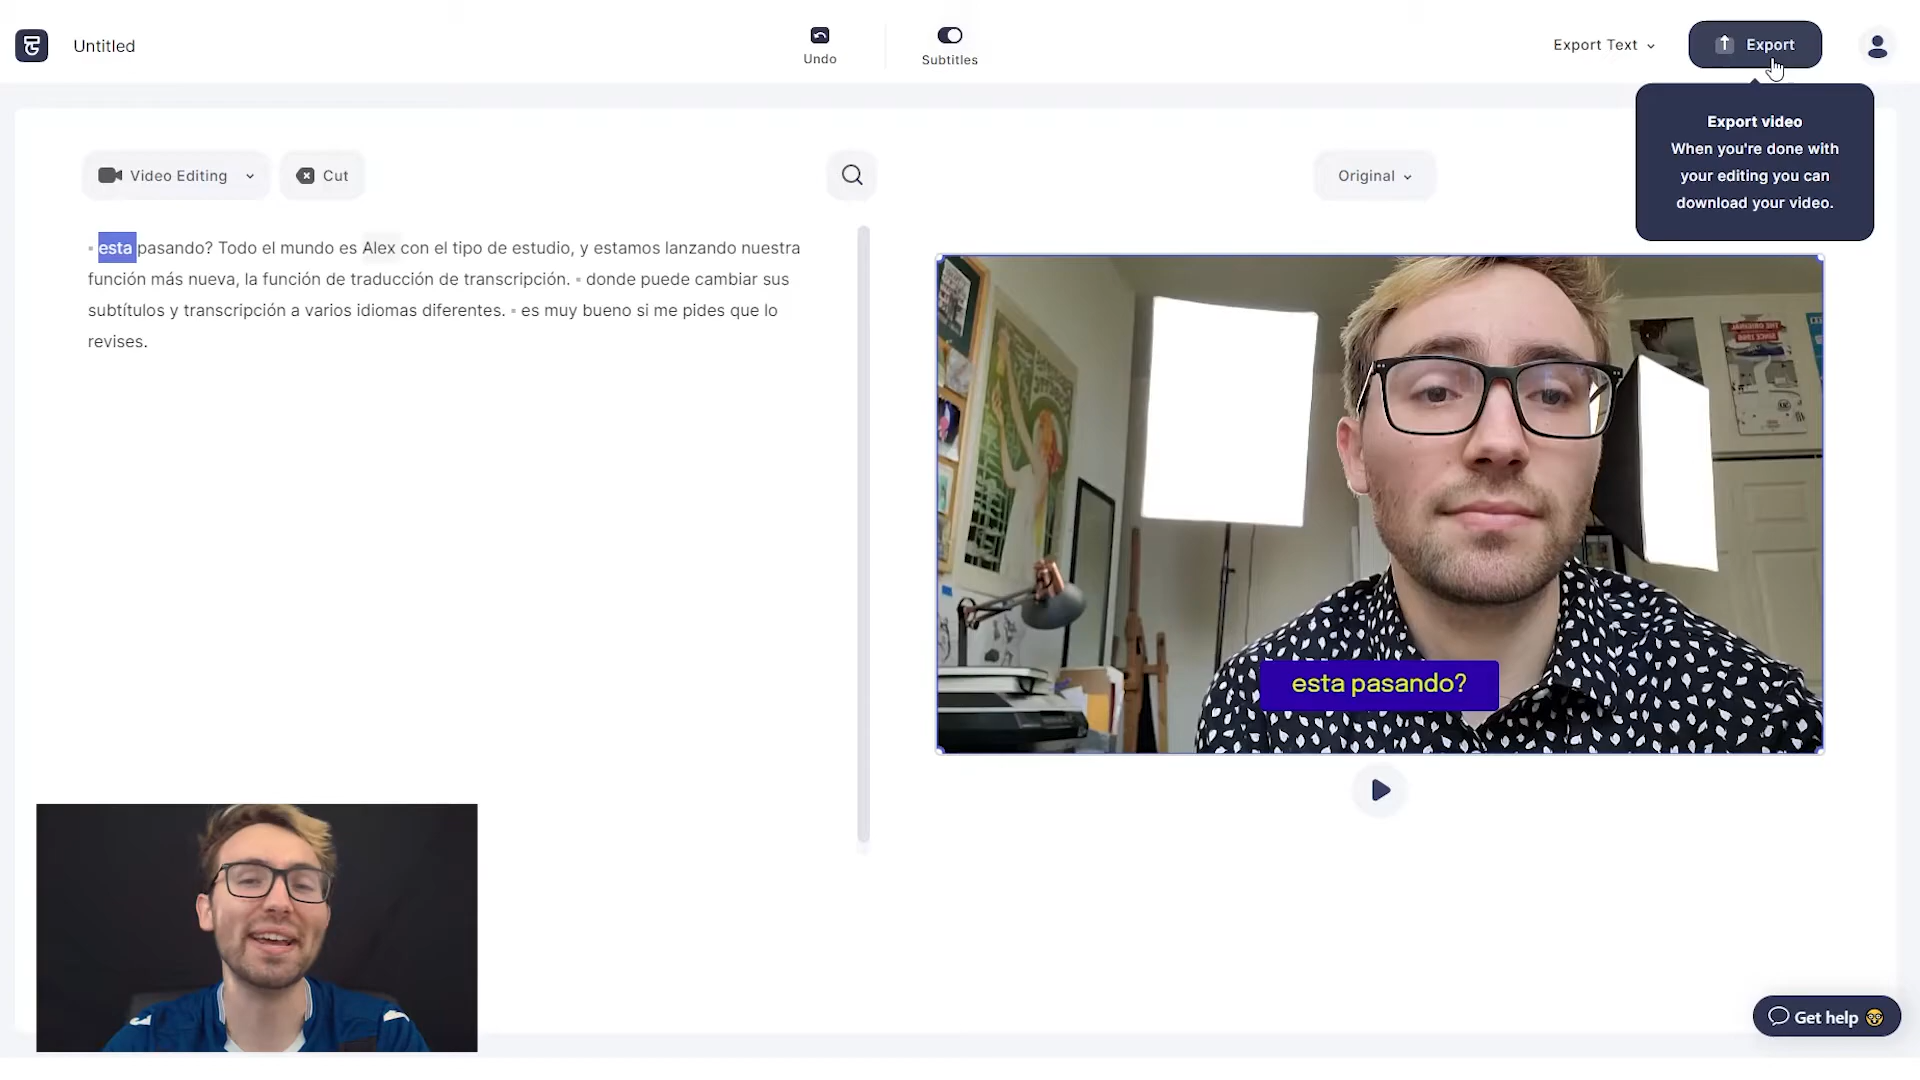 Untitled
Undo
Subtitles
Export Text
Export
Export video
When you're done with
your editing you can
download your video.
Video Editing
Cut
Original
esta pasando? Todo el mundo es Alex con el tipo de estudio, y estamos lanzando nuestra
función más nueva, la función de traducción de transcripción. ▪ donde puede cambiar sus
subtítulos y transcripción a varios idiomas diferentes. ▪ es muy bueno si me pides que lo
revises.
THE ORIGINAL
esta pasando?
Get help